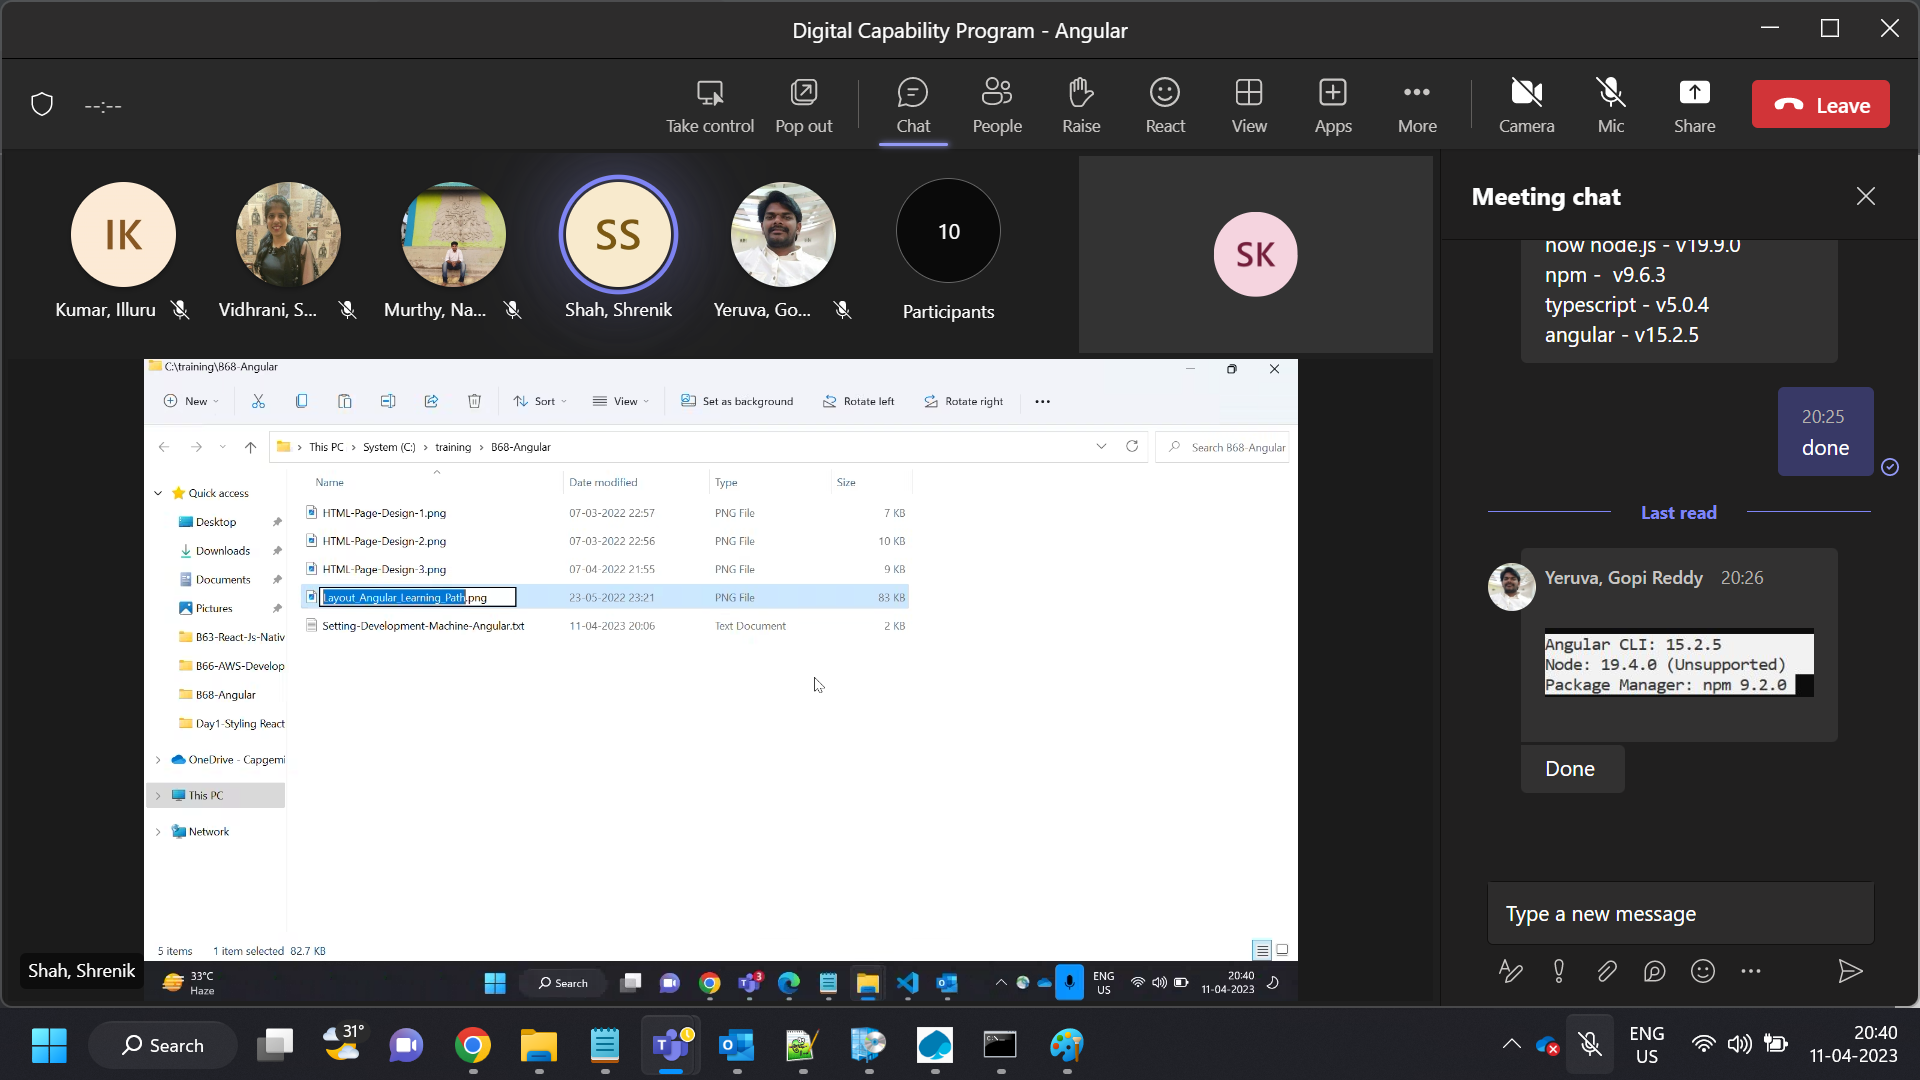 Digital Capability Program - Angular
--:--
Take control
Pop out
Chat
People
Raise
React
View
Apps
More
Camera
Mic
Share
Leave
IK
SS
10
SK
Kumar, Illuru
Vidhrani, S...
Murthy, Na...
Shah, Shrenik
Yeruva, Go...
Participants
C:\training\B68-Angular
New
Sort
View
Set as background
Rotate left
Rotate right
This PC > System (C:) > training > B68-Angular
Search B68-Angular
Name Date modified Type Size
HTML-Page-Design-1.png 07-03-2022 22:57 PNG File 7 KB
HTML-Page-Design-2.png 07-03-2022 22:56 PNG File 10 KB
HTML-Page-Design-3.png 07-04-2022 21:55 PNG File 9 KB
Layout_Angular_Learning_Path.png 23-05-2022 23:21 PNG File 83 KB
Setting-Development-Machine-Angular.txt 11-04-2023 20:06 Text Document 2 KB
Quick access
Desktop
Downloads
Documents
Pictures
B63-React-Js-Nativ
B66-AWS-Develop
B68-Angular
Day1-Styling React
OneDrive - Capgemi
This PC
Network
5 items 1 item selected 82.7 KB
Shah, Shrenik
33°C
Haze
Search
3
ENG
US
20:40
11-04-2023
Meeting chat
now node.js - v19.9.0
npm - v9.6.3
typescript - v5.0.4
angular - v15.2.5
20:25
done
Last read
Yeruva, Gopi Reddy 20:26
Angular CLI: 15.2.5
Node: 19.4.0 (Unsupported)
Package Manager: npm 9.2.0
Done
Type a new message
Search
31°
ENG
US
20:40
11-04-2023